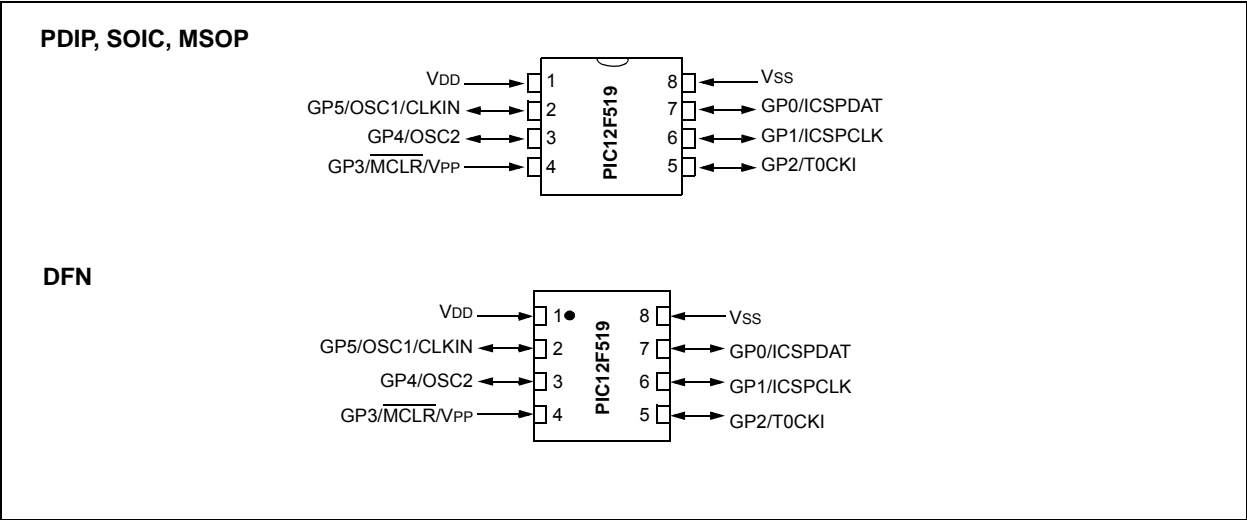 PDIP, SOIC, MSOP
VDD 1 8 VSS
GP5/OSC1/CLKIN 2 7 GP0/ICSPDAT
GP4/OSC2 3 6 GP1/ICSPCLK
GP3/MCLR/VPP 4 5 GP2/T0CKI
PIC12F519
DFN
VDD 1 8 VSS
GP5/OSC1/CLKIN 2 7 GP0/ICSPDAT
GP4/OSC2 3 6 GP1/ICSPCLK
GP3/MCLR/VPP 4 5 GP2/T0CKI
PIC12F519